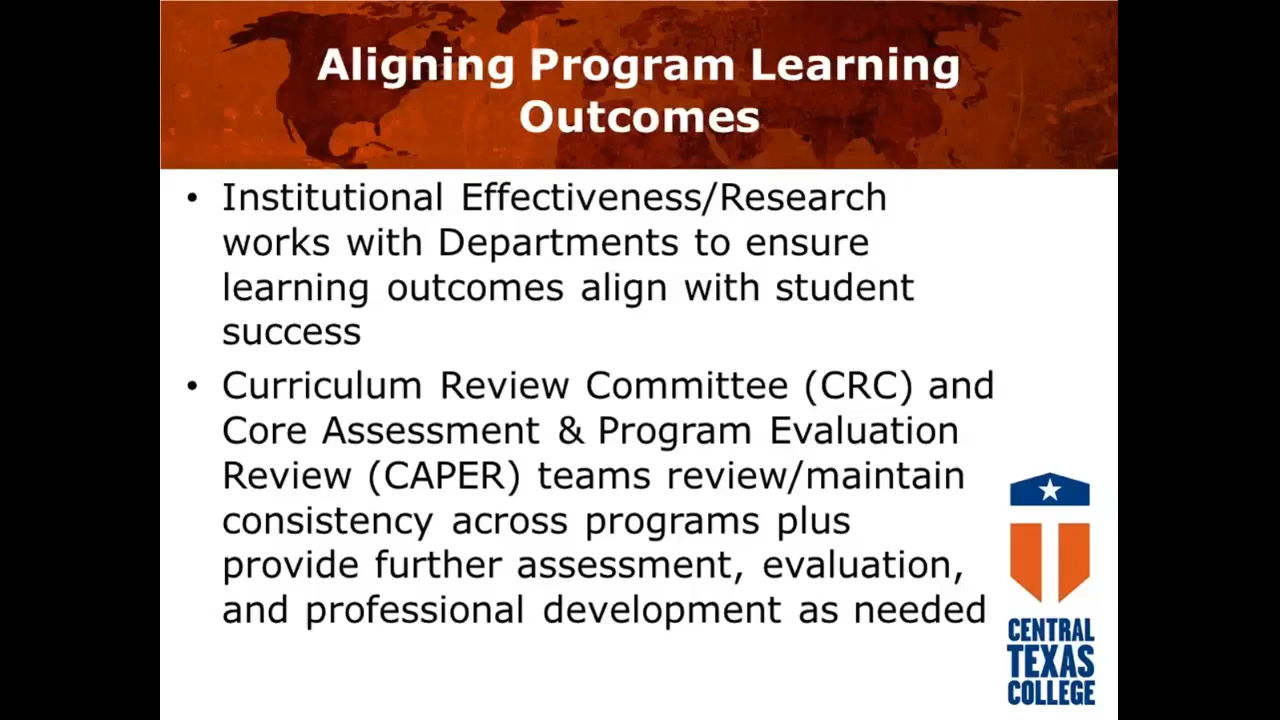 Aligning Program Learning
Outcomes
• Institutional Effectiveness/Research
works with Departments to ensure
learning outcomes align with student
success
• Curriculum Review Committee (CRC) and
Core Assessment & Program Evaluation
Review (CAPER) teams review/maintain
consistency across programs plus
provide further assessment, evaluation,
and professional development as needed
CENTRAL
TEXAS
COLLEGE